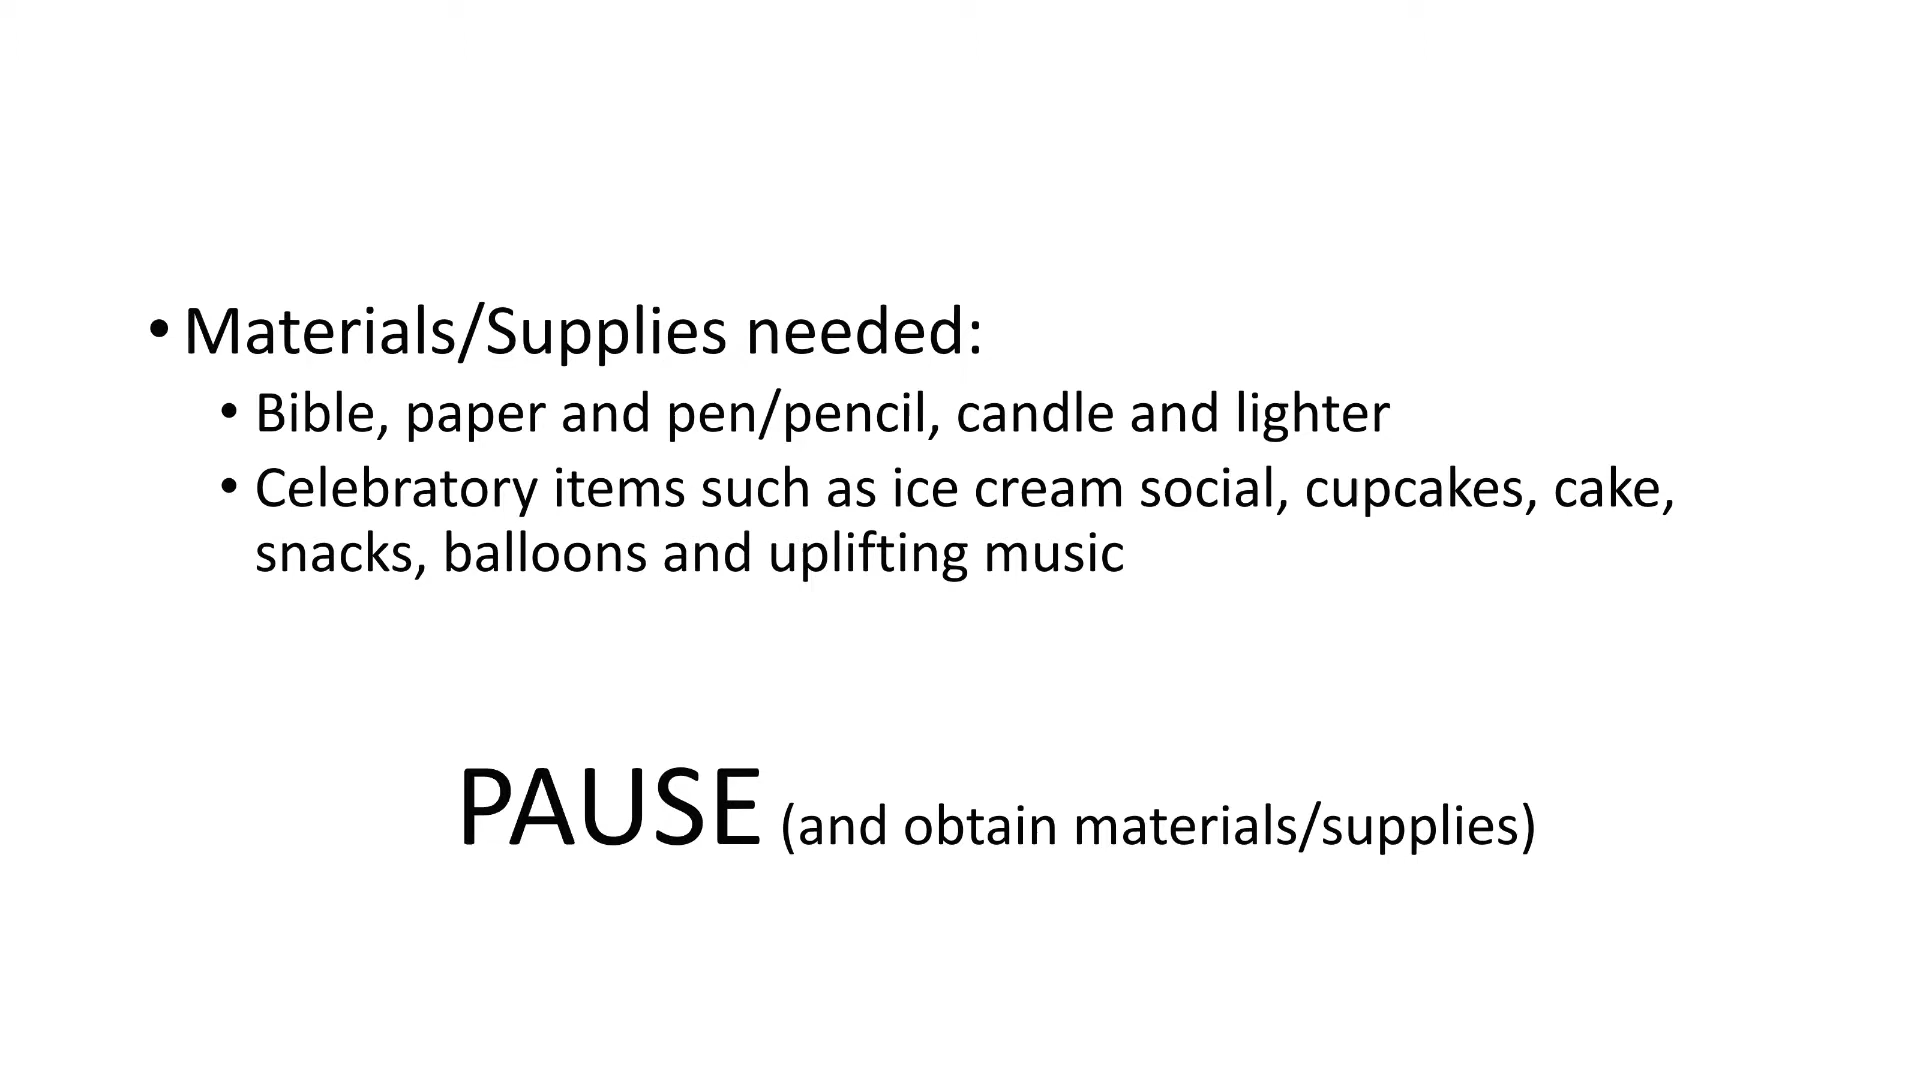 • Materials/Supplies needed:
• Bible, paper and pen/pencil, candle and lighter
• Celebratory items such as ice cream social, cupcakes, cake,
snacks, balloons and uplifting music
PAUSE (and obtain materials/supplies)